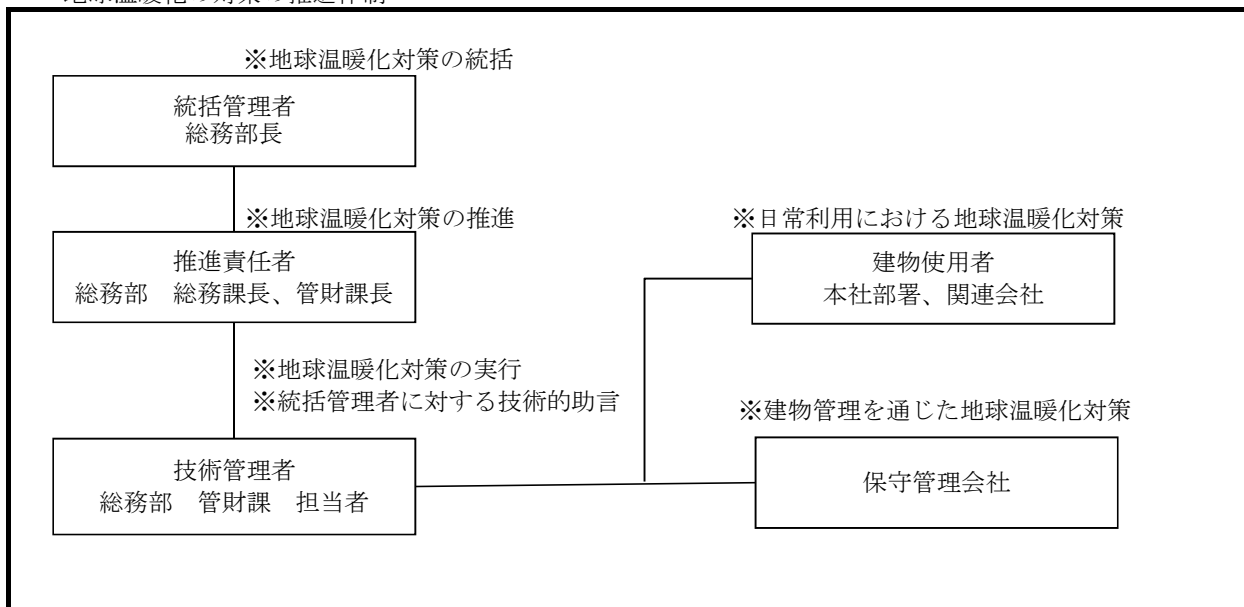 ※地球温暖化対策の統括
統括管理者
総務部長
※地球温暖化対策の推進
推進責任者
総務部　総務課長、管財課長
※地球温暖化対策の実行
※統括管理者に対する技術的助言
技術管理者
総務部　管財課　担当者
※日常利用における地球温暖化対策
建物使用者
本社部署、関連会社
※建物管理を通じた地球温暖化対策
保守管理会社